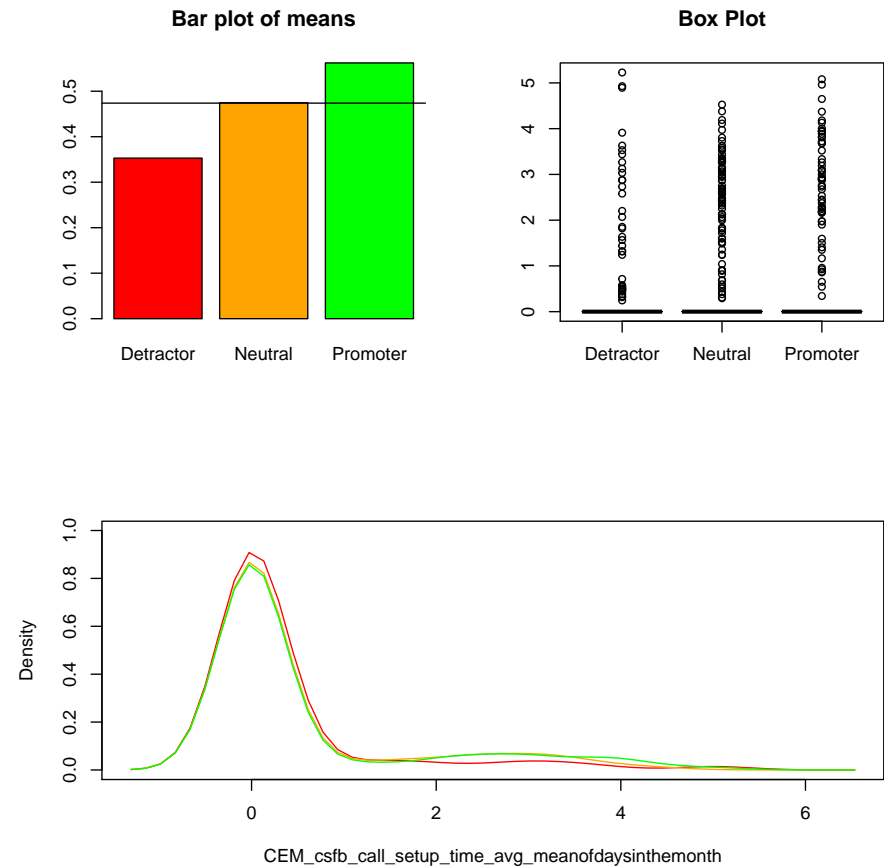 Bar plot of means
0.0 0.1 0.2 0.3 0.4 0.5
Detractor Neutral Promoter
Box Plot
0 1 2 3 4 5
Detractor Neutral Promoter
Density
0.0 0.2 0.4 0.6 0.8 1.0
0 2 4 6
CEM_csfb_call_setup_time_avg_meanofdaysinthemonth